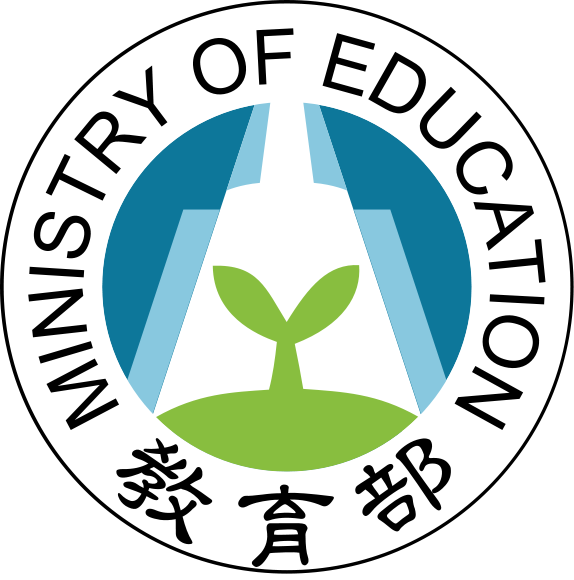 MINISTRY OF EDUCATION
教育部